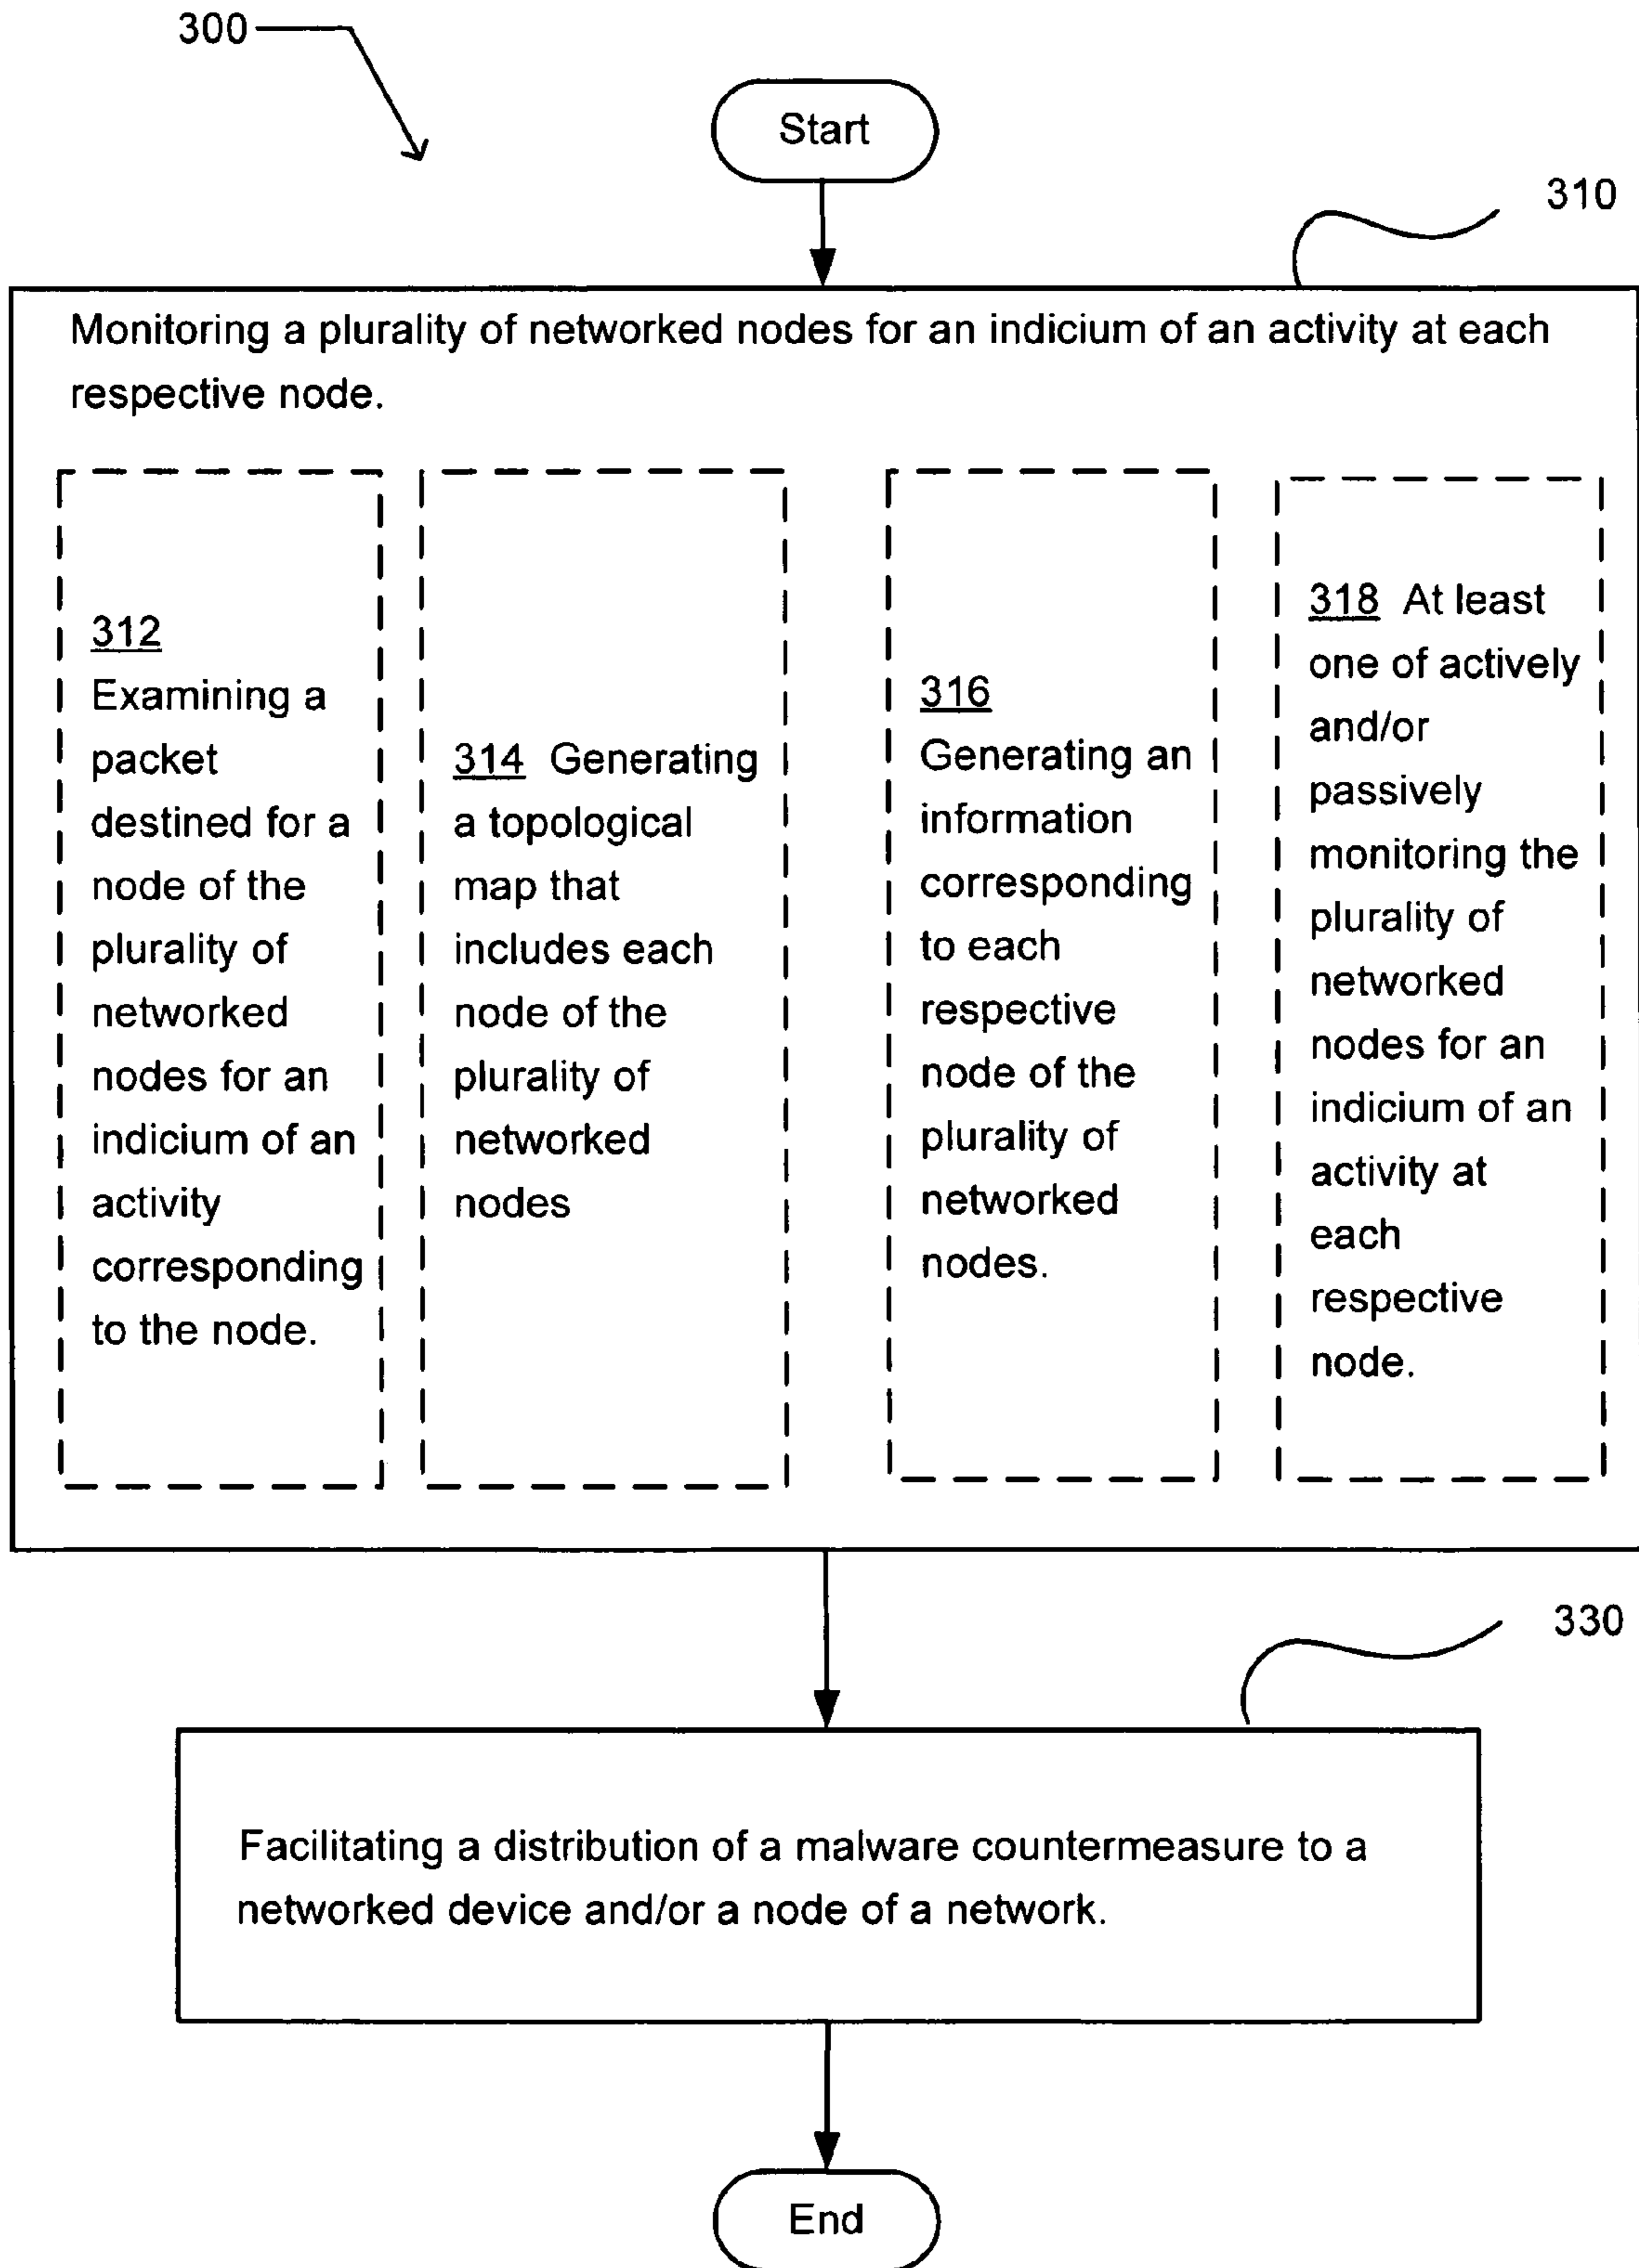 300
Start
310
Monitoring a plurality of networked nodes for an indicium of an activity at each
respective node.
312
Examining a
packet
destined for a
node of the
plurality of
networked
nodes for an
indicium of an
activity
corresponding
to the node.
314 Generating
a topological
map that
includes each
node of the
plurality of
networked
nodes
316
Generating an
information
corresponding
to each
respective
node of the
plurality of
networked
nodes.
318 At least
one of actively
and/or
passively
monitoring the
plurality of
networked
nodes for an
indicium of an
activity at
each
respective
node.
330
Facilitating a distribution of a malware countermeasure to a
networked device and/or a node of a network.
End